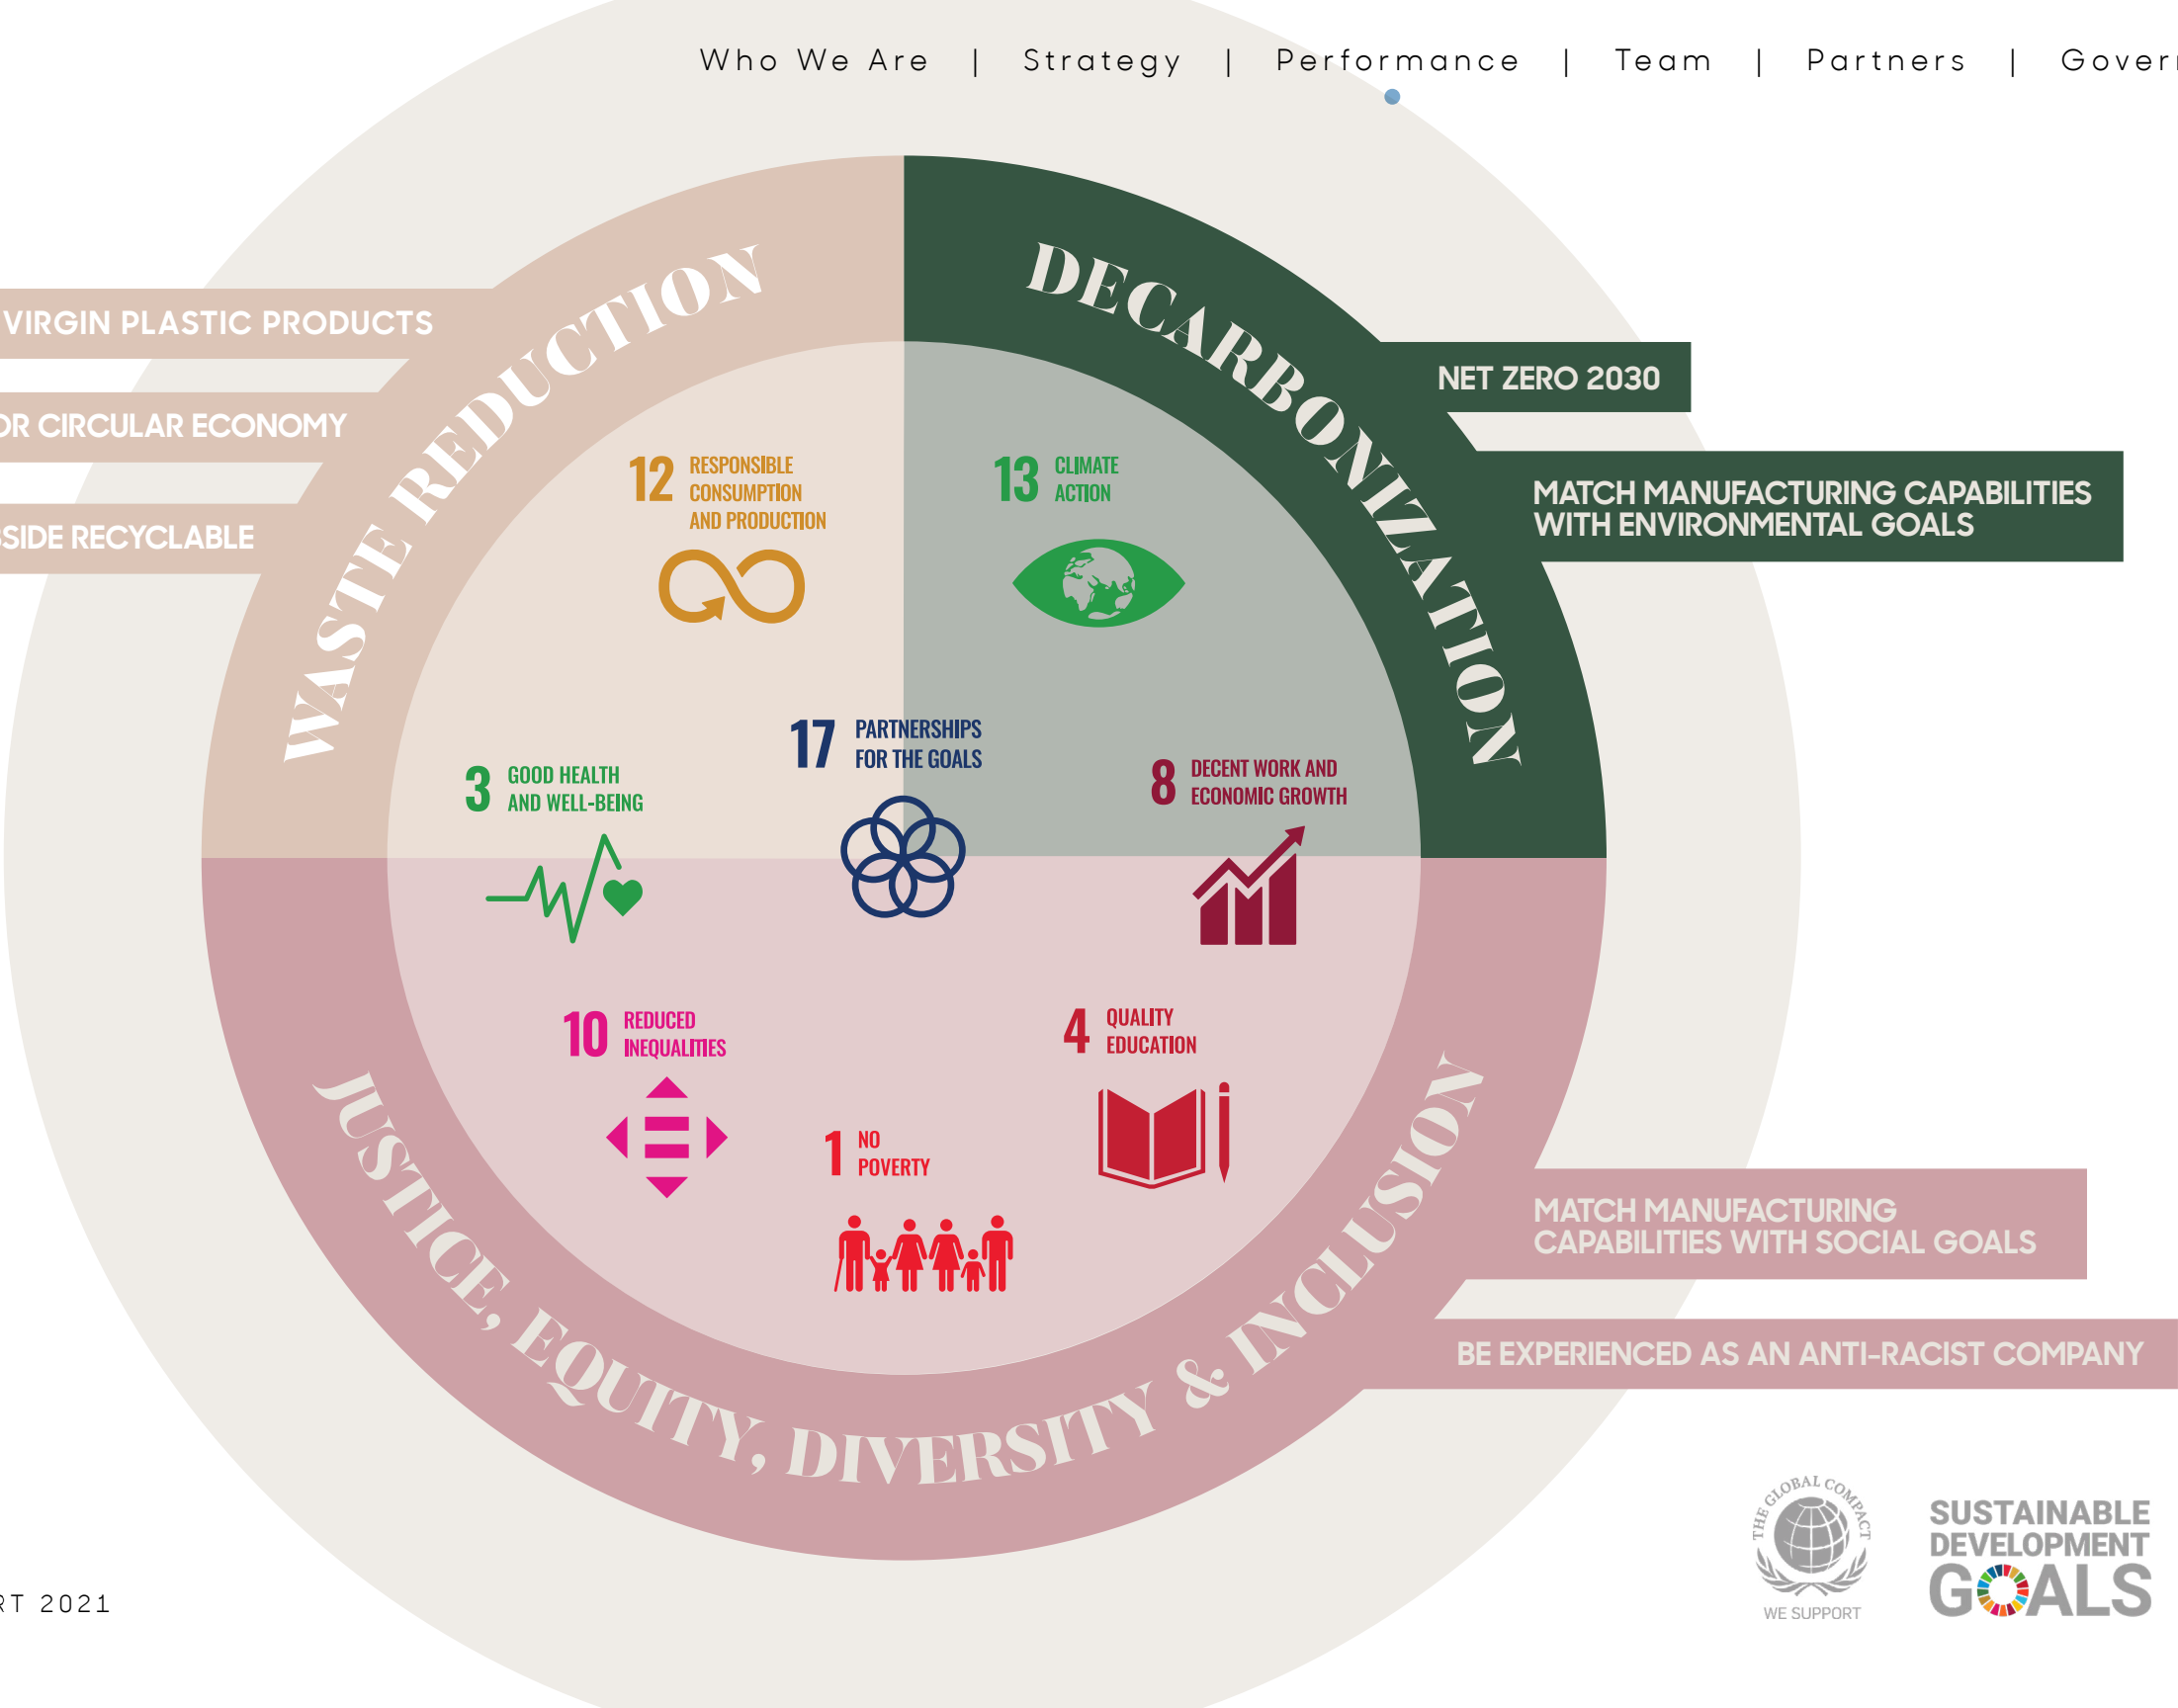 Who We Are | Strategy | Performance | Team | Partners |
WASTE REDUCTION
DECARBONIZATION
VIRGIN PLASTIC PRODUCTS
CIRCULAR ECONOMY
RECYCLABLE
NET ZERO 2030
MATCH MANUFACTURING CAPABILITIES
WITH ENVIRONMENTAL GOALS
12 RESPONSIBLE
CONSUMPTION
AND PRODUCTION
13 CLIMATE
ACTION
17 PARTNERSHIPS
FOR THE GOALS
3 GOOD HEALTH
AND WELL-BEING
8 DECENT WORK AND
ECONOMIC GROWTH
10 REDUCED
INEQUALITIES
4 QUALITY
EDUCATION
1 NO
POVERTY
JUSTICE, EQUITY, DIVERSITY & INCLUSION
MATCH MANUFACTURING
CAPABILITIES WITH SOCIAL GOALS
BE EXPERIENCED AS AN ANTI-RACIST COMPANY
THE GLOBAL COMPACT
WE SUPPORT
SUSTAINABLE
DEVELOPMENT
GOALS
2021